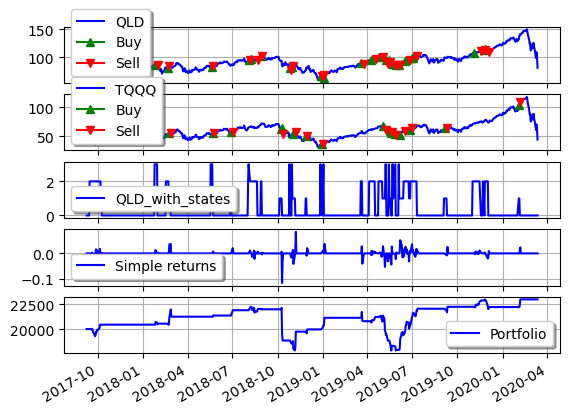 QLD
Buy
Sell
150
100
TQQQ
Buy
Sell
100
50
2
0
QLD_with_states
0.0
−0.1
Simple returns
22500
20000
Portfolio
2017-10
2018-01
2018-04
2018-07
2018-10
2019-01
2019-04
2019-07
2019-10
2020-01
2020-04